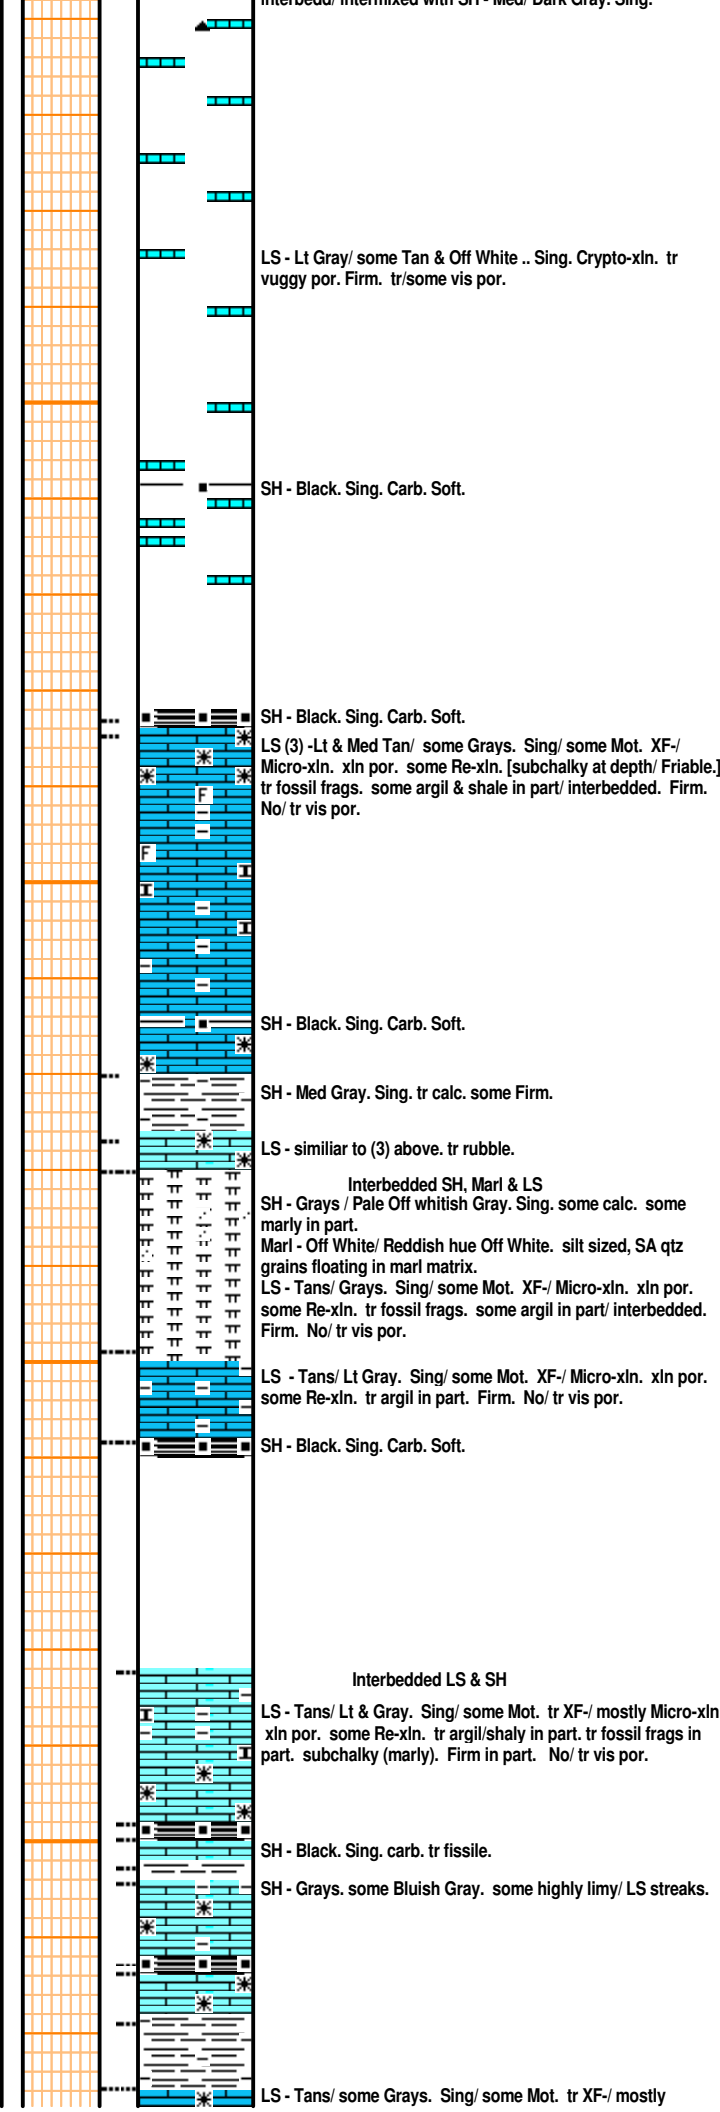 interbedd/ intermixed with SH - Med/ Dark Gray. Sing.
LS - Lt Gray/ some Tan & Off White .. Sing. Crypto-xln. tr
vuggy por. Firm. tr/some vis por.
SH - Black. Sing. Carb. Soft.
SH - Black. Sing. Carb. Soft.
LS (3) -Lt & Med Tan/ some Grays. Sing/ some Mot. XF-/
Micro-xln. xln por. some Re-xln. [subchalky at depth/ Friable.]
tr fossil frags. some argil & shale in part/ interbedded. Firm.
No/ tr vis por.
F
F
SH - Black. Sing. Carb. Soft.
SH - Med Gray. Sing. tr calc. some Firm.
LS - similiar to (3) above. tr rubble.
Interbedded SH, Marl & LS
SH - Grays / Pale Off whitish Gray. Sing. some calc. some
marly in part.
Marl - Off White/ Reddish hue Off White. silt sized, SA qtz
grains floating in marl matrix.
LS - Tans/ Grays. Sing/ some Mot. XF-/ Micro-xln. xln por.
some Re-xln. tr fossil frags. some argil in part/ interbedded.
Firm. No/ tr vis por.
LS - Tans/ Lt Gray. Sing/ some Mot. XF-/ Micro-xln. xln por.
some Re-xln. tr argil in part. Firm. No/ tr vis por.
SH - Black. Sing. Carb. Soft.
Interbedded LS & SH
LS - Tans/ Lt & Gray. Sing/ some Mot. tr XF-/ mostly Micro-xln
xln por. some Re-xln. tr argil/shaly in part. tr fossil frags in
part. subchalky (marly). Firm in part. No/ tr vis por.
SH - Black. Sing. carb. tr fissile.
SH - Grays. some Bluish Gray. some highly limy/ LS streaks.
LS - Tans/ some Grays. Sing/ some Mot. tr XF-/ mostly